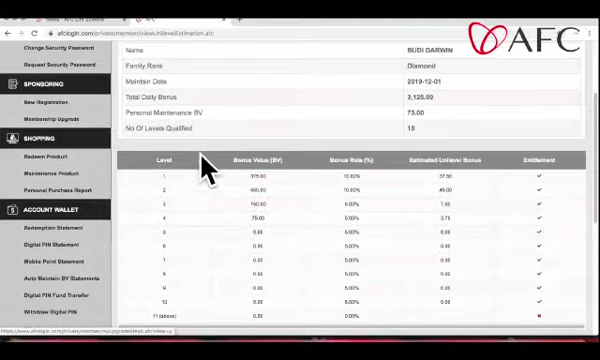 AFC Life Science
AFC
afclogin.com/private/member/viewUnilevelEstimation.afc
AFC
Change Security Password
Request Security Password
SPONSORING
New Registration
Membership Upgrade
SHOPPING
Redeem Product
Maintenance Product
Personal Purchase Report
ACCOUNT WALLET
Redemption Statement
Digital PIN Statement
Mobile Point Statement
Auto Maintain BV Statements
Digital PIN Fund Transfer
Withdraw Digital PIN
Name BUDI DARWIN
Family Rank Diamond
Maintain Date 2019-12-01
Total Daily Bonus 3,125.00
Personal Maintenance BV 75.00
No Of Levels Qualified 10
Level Bonus Value (BV) Bonus Rate (%) Estimated Unilevel Bonus Entitlement
1 375.00 10.00% 37.50
2 450.00 10.00% 45.00
3 150.00 5.00% 7.50
4 75.00 5.00% 3.75
5 0.00 5.00% 0.00
6 0.00 5.00% 0.00
7 0.00 5.00% 0.00
8 0.00 5.00% 0.00
9 0.00 5.00% 0.00
10 0.00 5.00% 0.00
11 (above) 0.00 0.00%